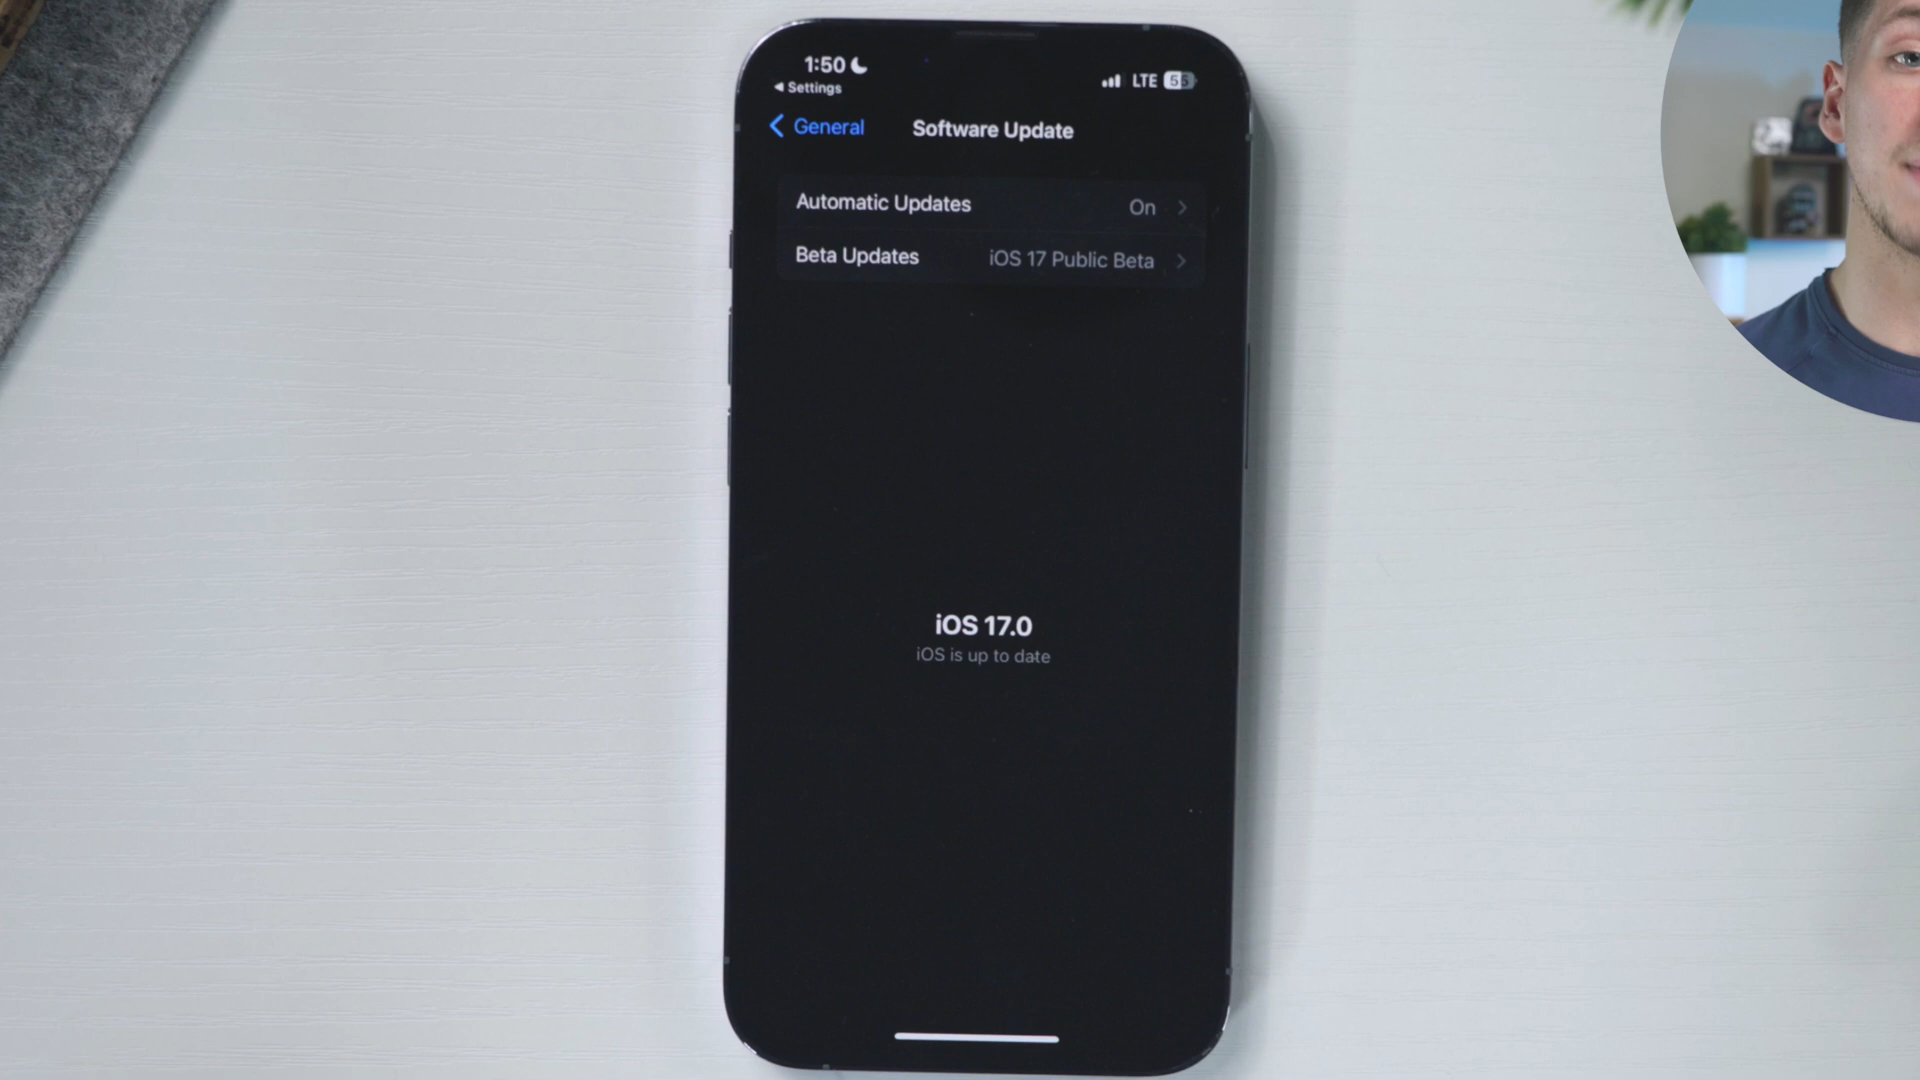 1:50
◀ Settings
LTE 55
General
Software Update
Automatic Updates On
Beta Updates iOS 17 Public Beta
iOS 17.0
iOS is up to date